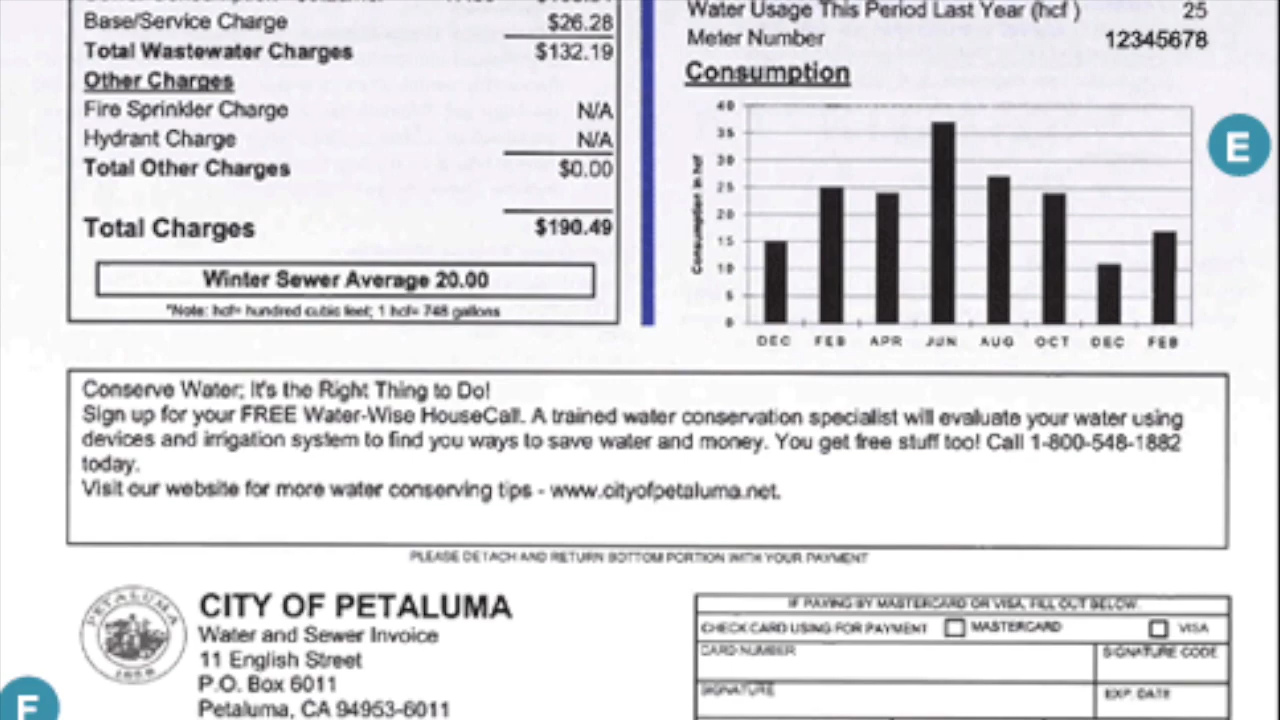 Base/Service Charge $26.28
Total Wastewater Charges $132.19
Other Charges
Fire Sprinkler Charge N/A
Hydrant Charge N/A
Total Other Charges $0.00
Total Charges $190.49
Winter Sewer Average 20.00
*Note: hcf= hundred cubic feet; 1 hcf= 748 gallons
Water Usage This Period Last Year (hcf ) 25
Meter Number 12345678
Consumption
40
35
30
25
20
15
10
5
0
Consumption in hcf
DEC FEB APR JUN AUG OCT DEC FEB
E
Conserve Water; It's the Right Thing to Do!
Sign up for your FREE Water-Wise HouseCall. A trained water conservation specialist will evaluate your water using
devices and irrigation system to find you ways to save water and money. You get free stuff too! Call 1-800-548-1882
today.
Visit our website for more water conserving tips - www.cityofpetaluma.net.
PLEASE DETACH AND RETURN BOTTOM PORTION WITH YOUR PAYMENT
PETALUMA
1858
CITY OF PETALUMA
Water and Sewer Invoice
11 English Street
P.O. Box 6011
Petaluma, CA 94953-6011
F
IF PAYING BY MASTERCARD OR VISA, FILL OUT BELOW.
CHECK CARD USING FOR PAYMENT MASTERCARD VISA
CARD NUMBER SIGNATURE CODE
SIGNATURE EXP. DATE